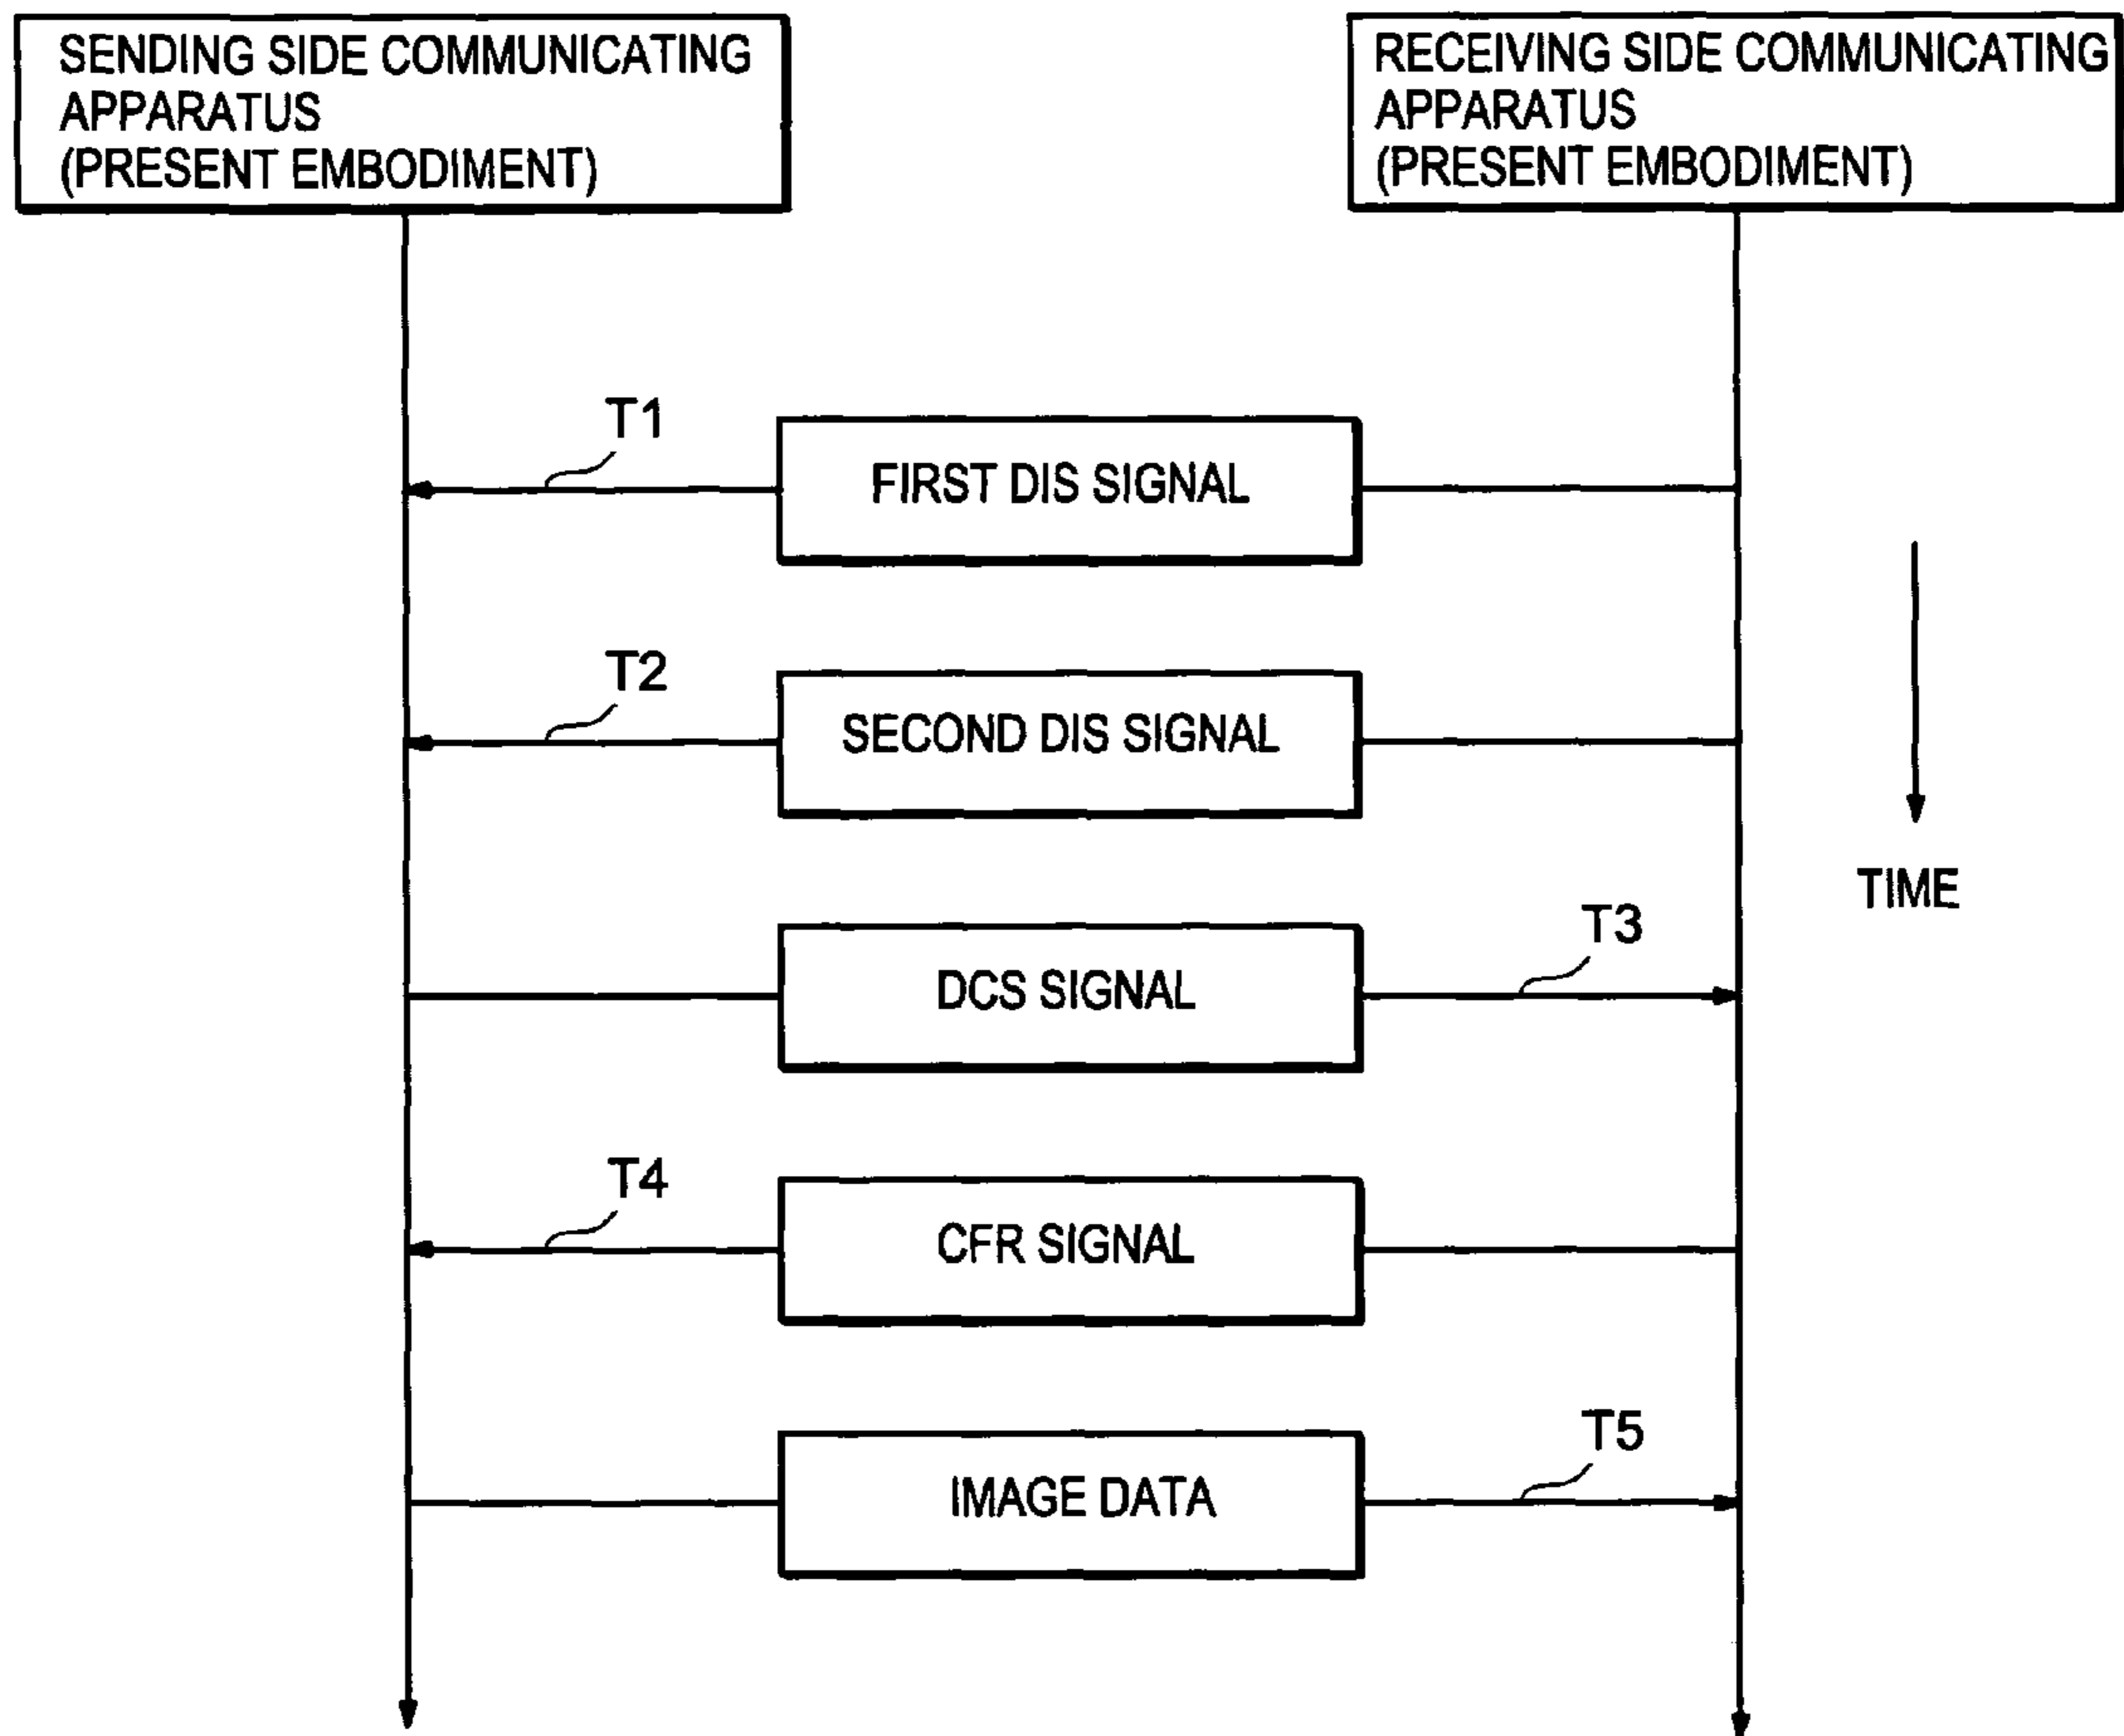 SENDING SIDE COMMUNICATING
APPARATUS
(PRESENT EMBODIMENT)
RECEIVING SIDE COMMUNICATING
APPARATUS
(PRESENT EMBODIMENT)
T1
FIRST DIS SIGNAL
T2
SECOND DIS SIGNAL
TIME
T3
DCS SIGNAL
T4
CFR SIGNAL
T5
IMAGE DATA